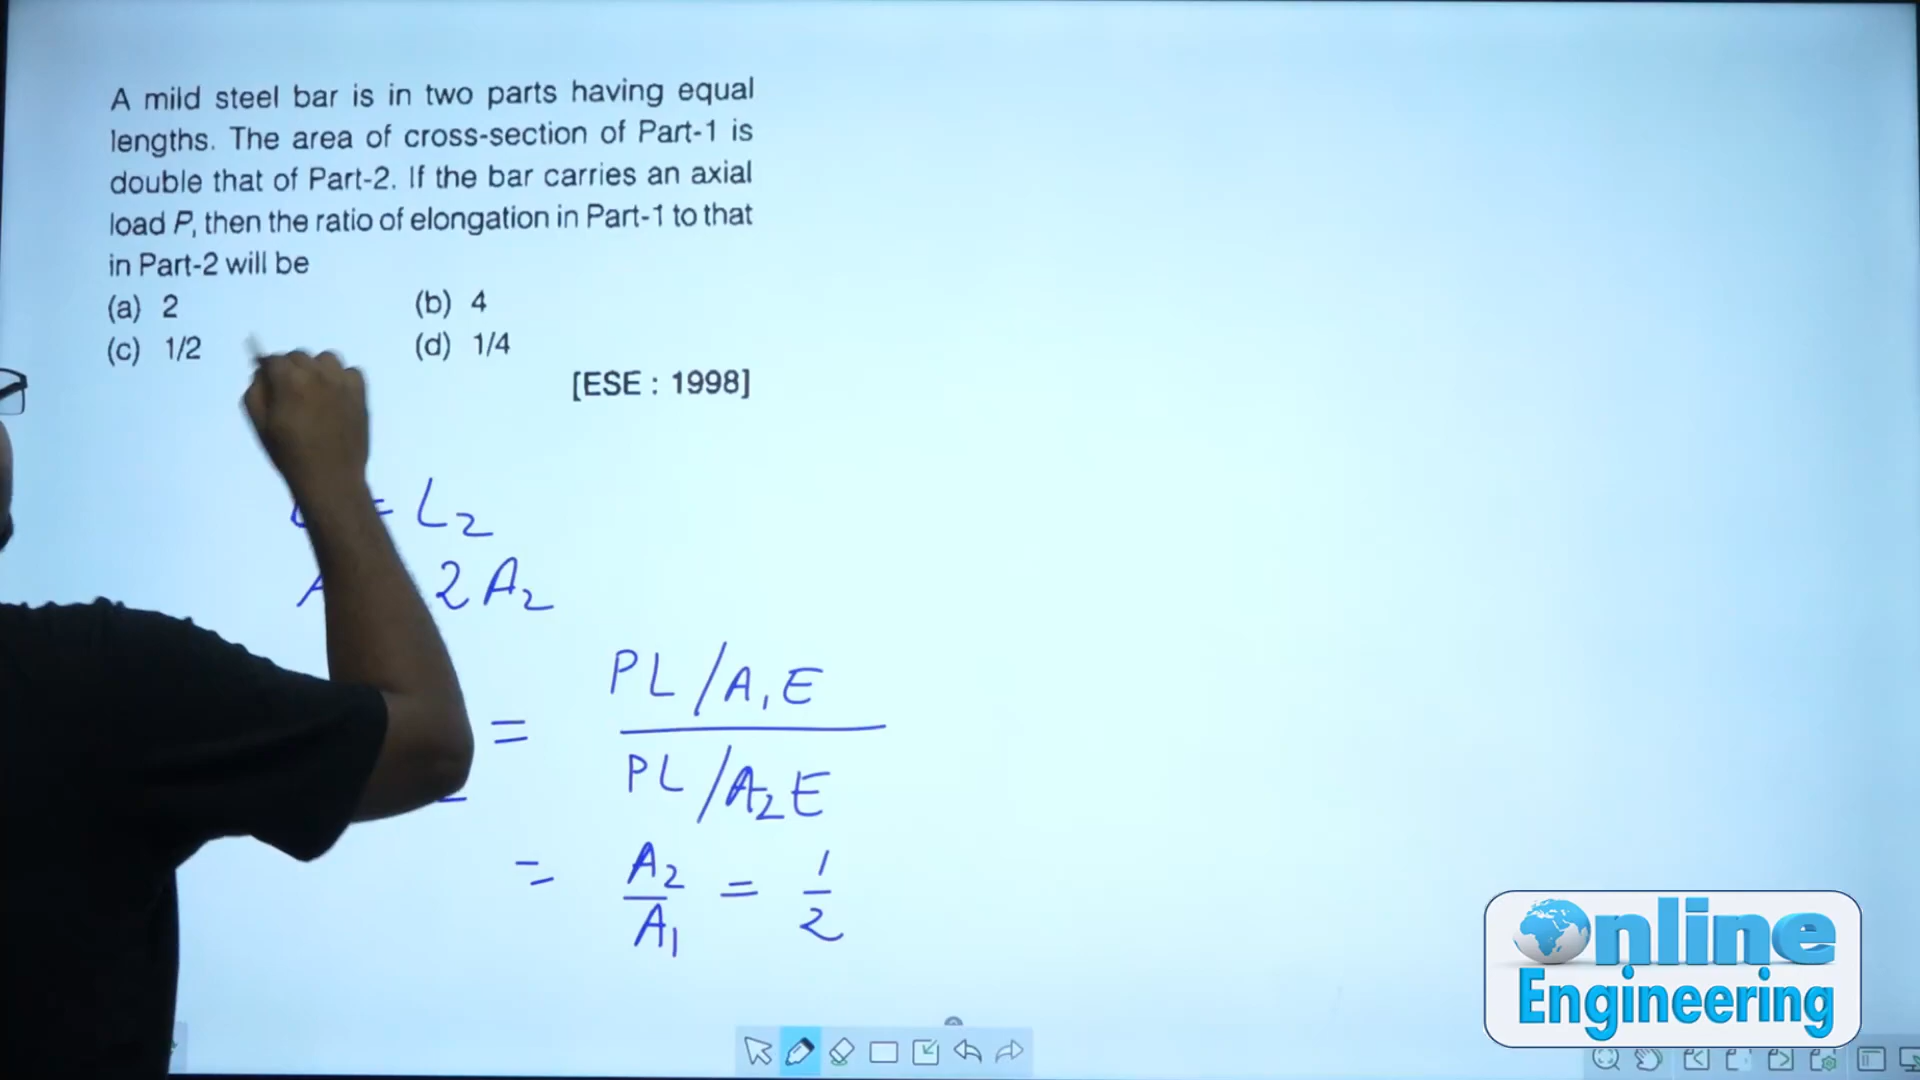 A mild steel bar is in two parts having equal
lengths. The area of cross-section of Part-1 is
double that of Part-2. If the bar carries an axial
load P, then the ratio of elongation in Part-1 to that
in Part-2 will be
(a) 2 (b) 4
(c) 1/2 (d) 1/4
[ESE : 1998]
= L2
2A2
= PL/A1E
PL/A2E
= A2/A1 = 1/2
Online
Engineering